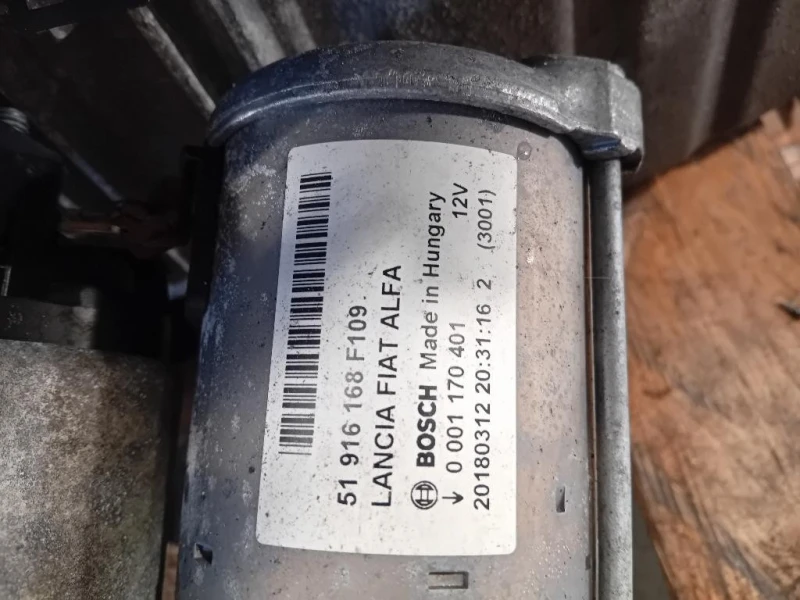 51 916 168 F109
LANCIA FIAT ALFA
BOSCH Made in Hungary
↓ 0 001 170 401 12V
20180312 20:31:16 2 (3001)